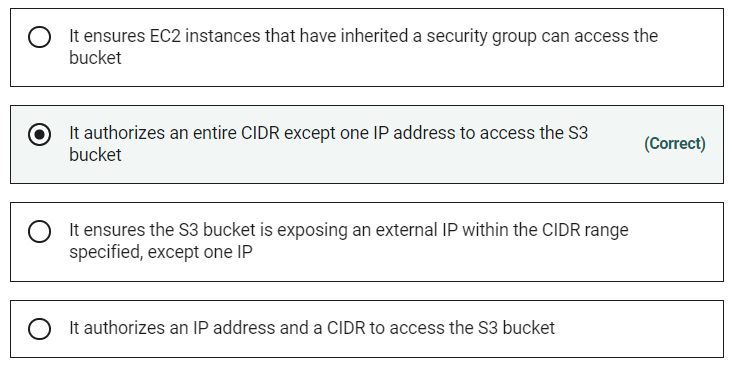 It ensures EC2 instances that have inherited a security group can access the
bucket
It authorizes an entire CIDR except one IP address to access the S3
bucket
(Correct)
It ensures the S3 bucket is exposing an external IP within the CIDR range
specified, except one IP
It authorizes an IP address and a CIDR to access the S3 bucket